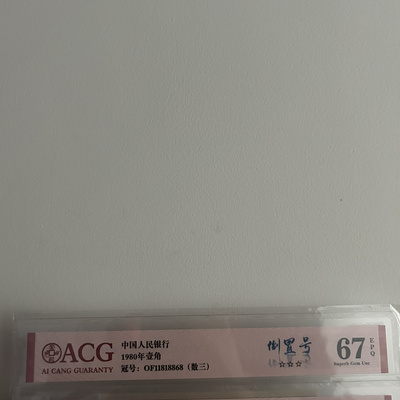 ACG
AI CANG GUARANTY
中国人民银行
1980年壹角
冠号：OF11818868（数三）
倒置号
☆☆☆
67
EPQ
Superb Gem Unc